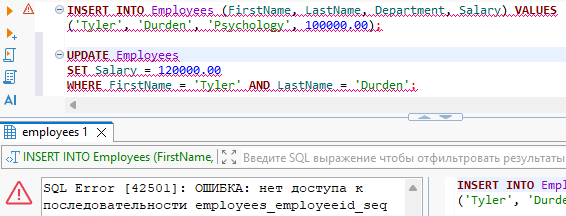 INSERT INTO Employees (FirstName, LastName, Department, Salary) VALUES
('Tyler', 'Durden', 'Psychology', 100000.00);
UPDATE Employees
SET Salary = 120000.00
WHERE FirstName = 'Tyler' AND LastName = 'Durden';
AI
employees 1
INSERT INTO Employees (FirstName,
Введите SQL выражение чтобы отфильтровать результаты
SQL Error [42501]: ОШИБКА: нет доступа к
последовательности employees_employeeid_seq
INSERT INTO Emp
('Tyler', 'Durd